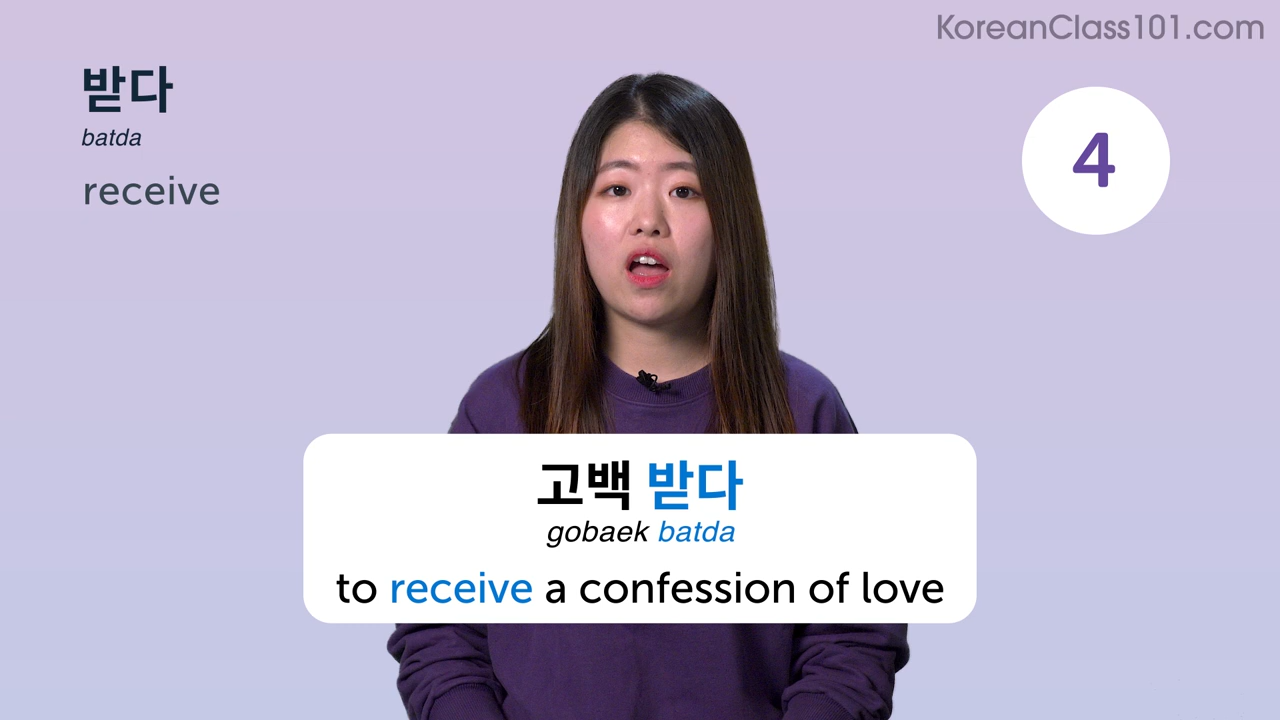 KoreanClass101.com
받다
batda
receive
4
고백 받다
gobaek batda
to receive a confession of love